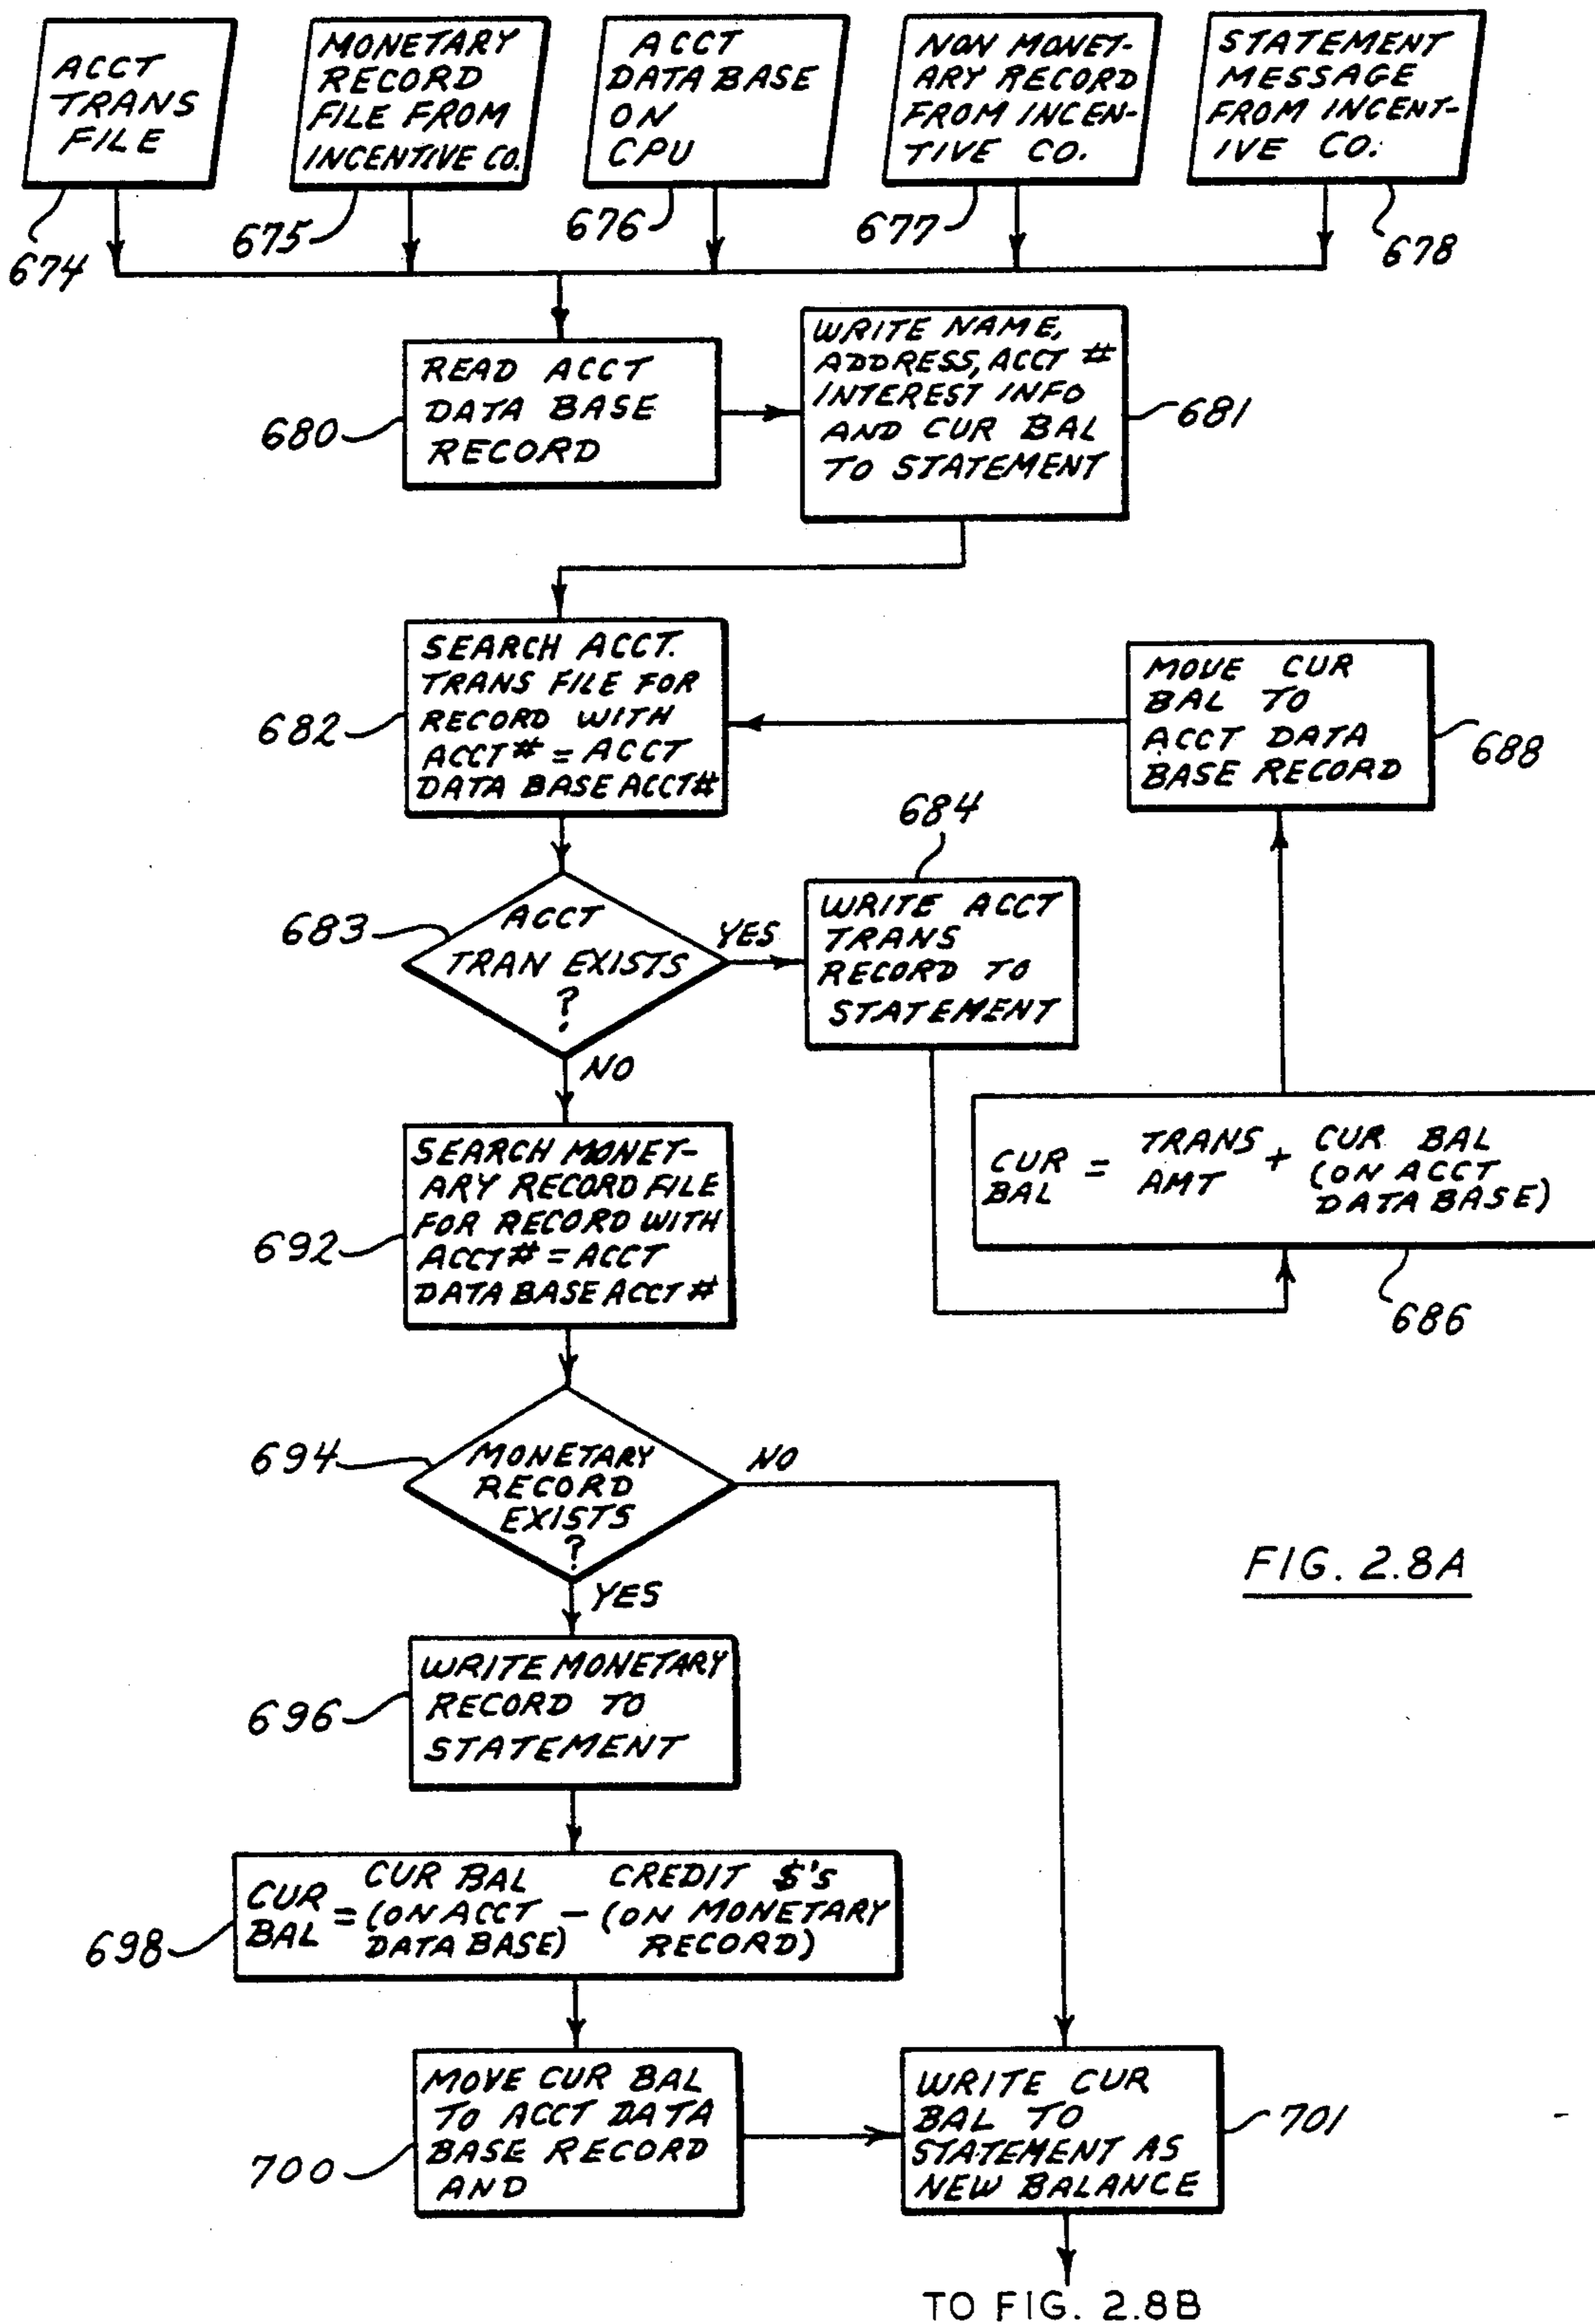 ACCT
TRANS
FILE
674
MONETARY
RECORD
FILE FROM
INCENTIVE CO.
675
ACCT
DATA BASE
ON
CPU
676
NON MONET-
ARY RECORD
FROM INCEN-
TIVE CO.
677
STATEMENT
MESSAGE
FROM INCENT-
IVE CO.
678
READ ACCT
DATA BASE
RECORD
680
WRITE NAME,
ADDRESS, ACCT #
INTEREST INFO
AND CUR BAL
TO STATEMENT
681
SEARCH ACCT.
TRANS FILE FOR
RECORD WITH
ACCT# = ACCT
DATA BASE ACCT#
682
MOVE CUR
BAL TO
ACCT DATA
BASE RECORD
688
ACCT
TRAN EXISTS
?
683
YES
NO
684
WRITE ACCT
TRANS
RECORD TO
STATEMENT
CUR BAL = TRANS AMT + CUR BAL
(ON ACCT
DATA BASE)
686
SEARCH MONET-
ARY RECORD FILE
FOR RECORD WITH
ACCT# = ACCT
DATA BASE ACCT#
692
MONETARY
RECORD
EXISTS
?
694
NO
YES
FIG. 2.8A
WRITE MONETARY
RECORD TO
STATEMENT
696
CUR BAL = CUR BAL (ON ACCT DATA BASE) - CREDIT $'s (ON MONETARY RECORD)
698
MOVE CUR BAL
TO ACCT DATA
BASE RECORD
AND
700
WRITE CUR
BAL TO
STATEMENT AS
NEW BALANCE
701
TO FIG. 2.8B